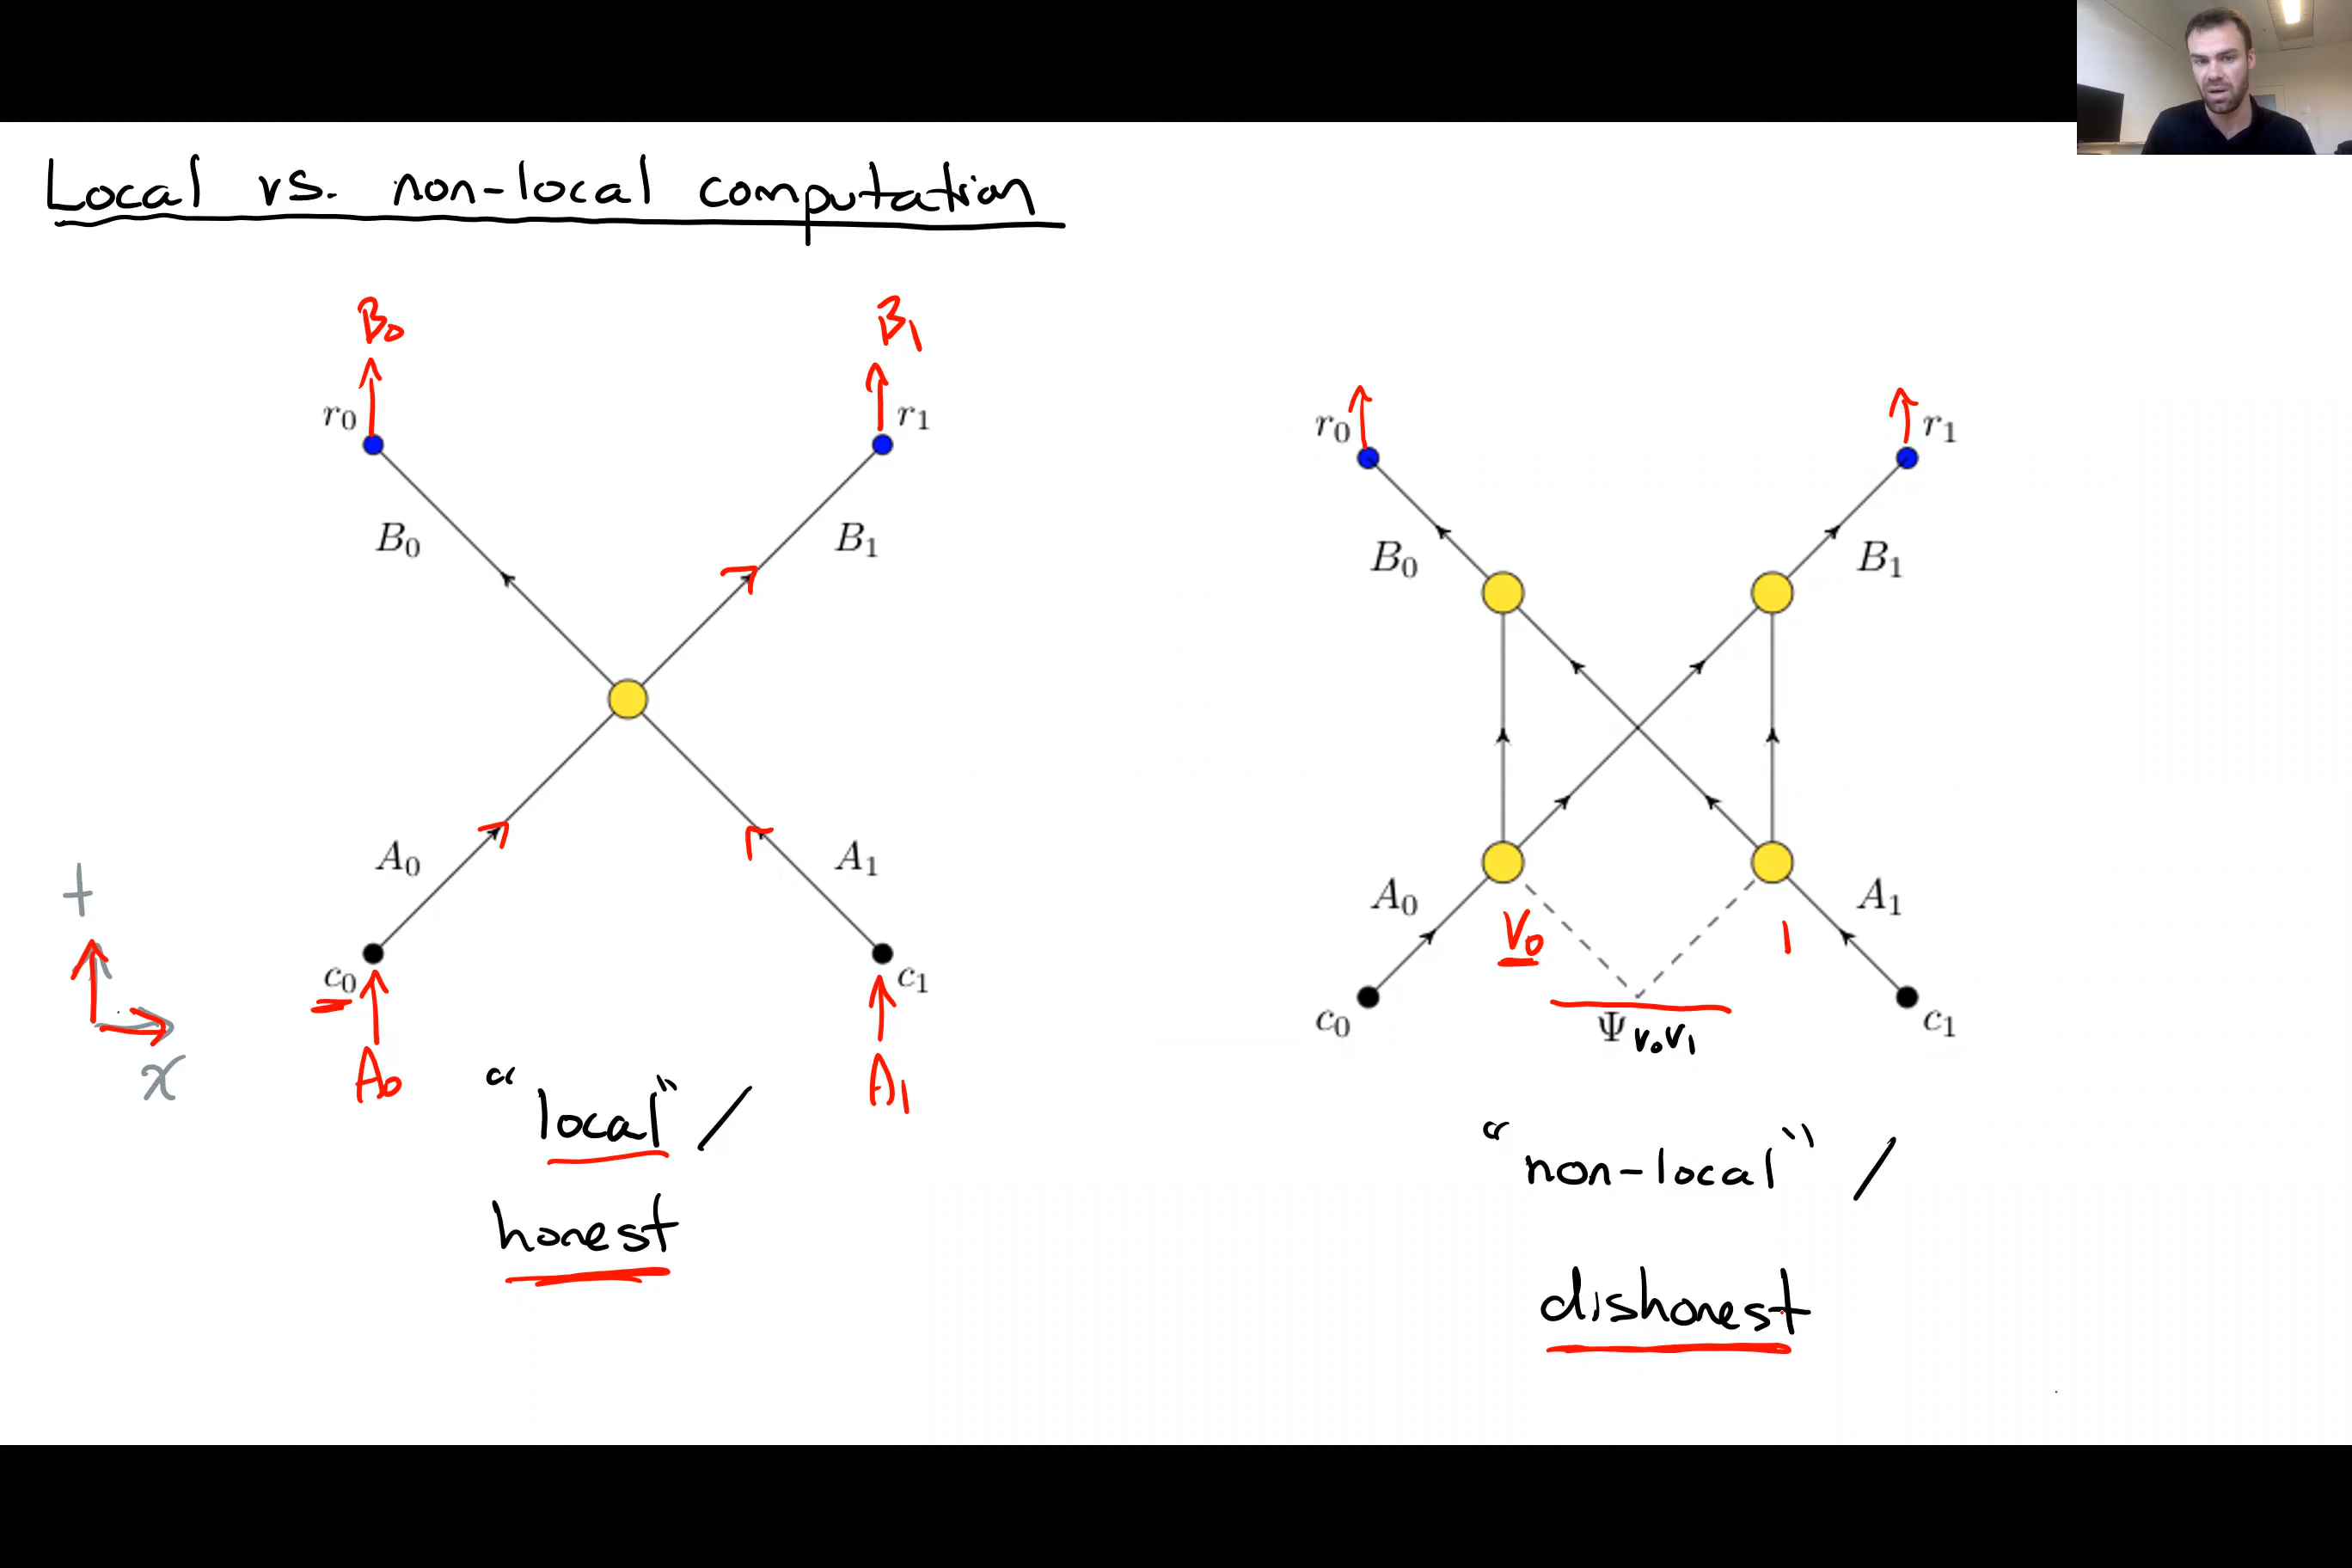 Local vs. non-local computation
B₀ B₁
r₀ r₁
B₀ B₁
A₀ A₁
c₀ c₁
A₀ A₁
t
x
"local" /
honest
r₀ r₁
B₀ B₁
A₀ A₁
V₀ 1
c₀ c₁
Ψ V₀V₁
"non-local" /
dishonest